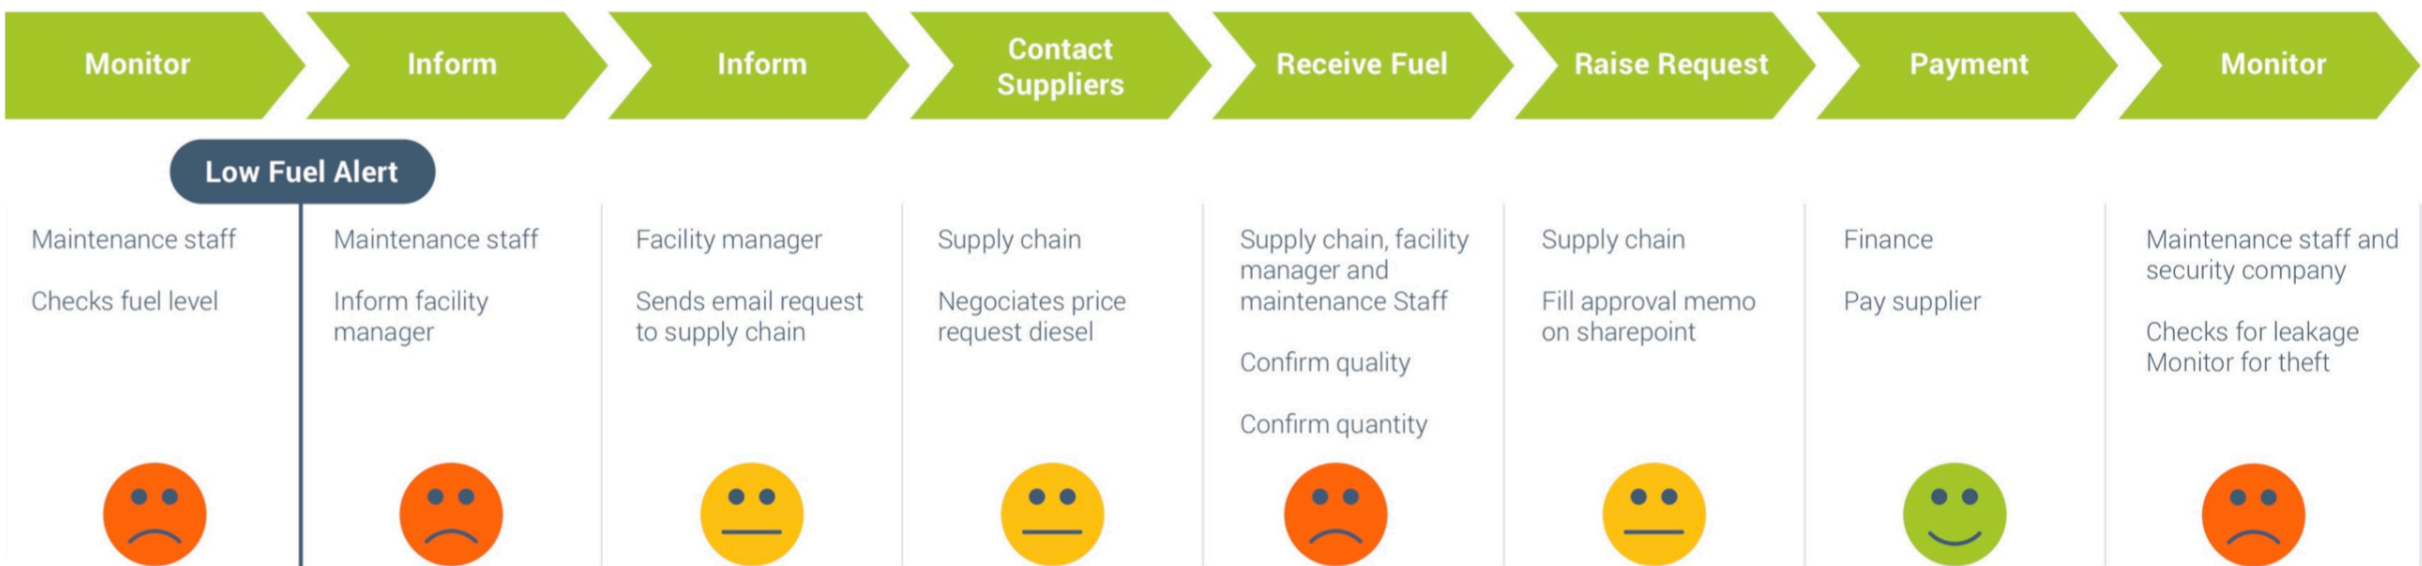 Monitor
Inform
Inform
Contact
Suppliers
Receive Fuel
Raise Request
Payment
Monitor
Low Fuel Alert
Maintenance staff
Checks fuel level
Maintenance staff
Inform facility
manager
Facility manager
Sends email request
to supply chain
Supply chain
Negociates price
request diesel
Supply chain, facility
manager and
maintenance Staff
Confirm quality
Confirm quantity
Supply chain
Fill approval memo
on sharepoint
Finance
Pay supplier
Maintenance staff and
security company
Checks for leakage
Monitor for theft